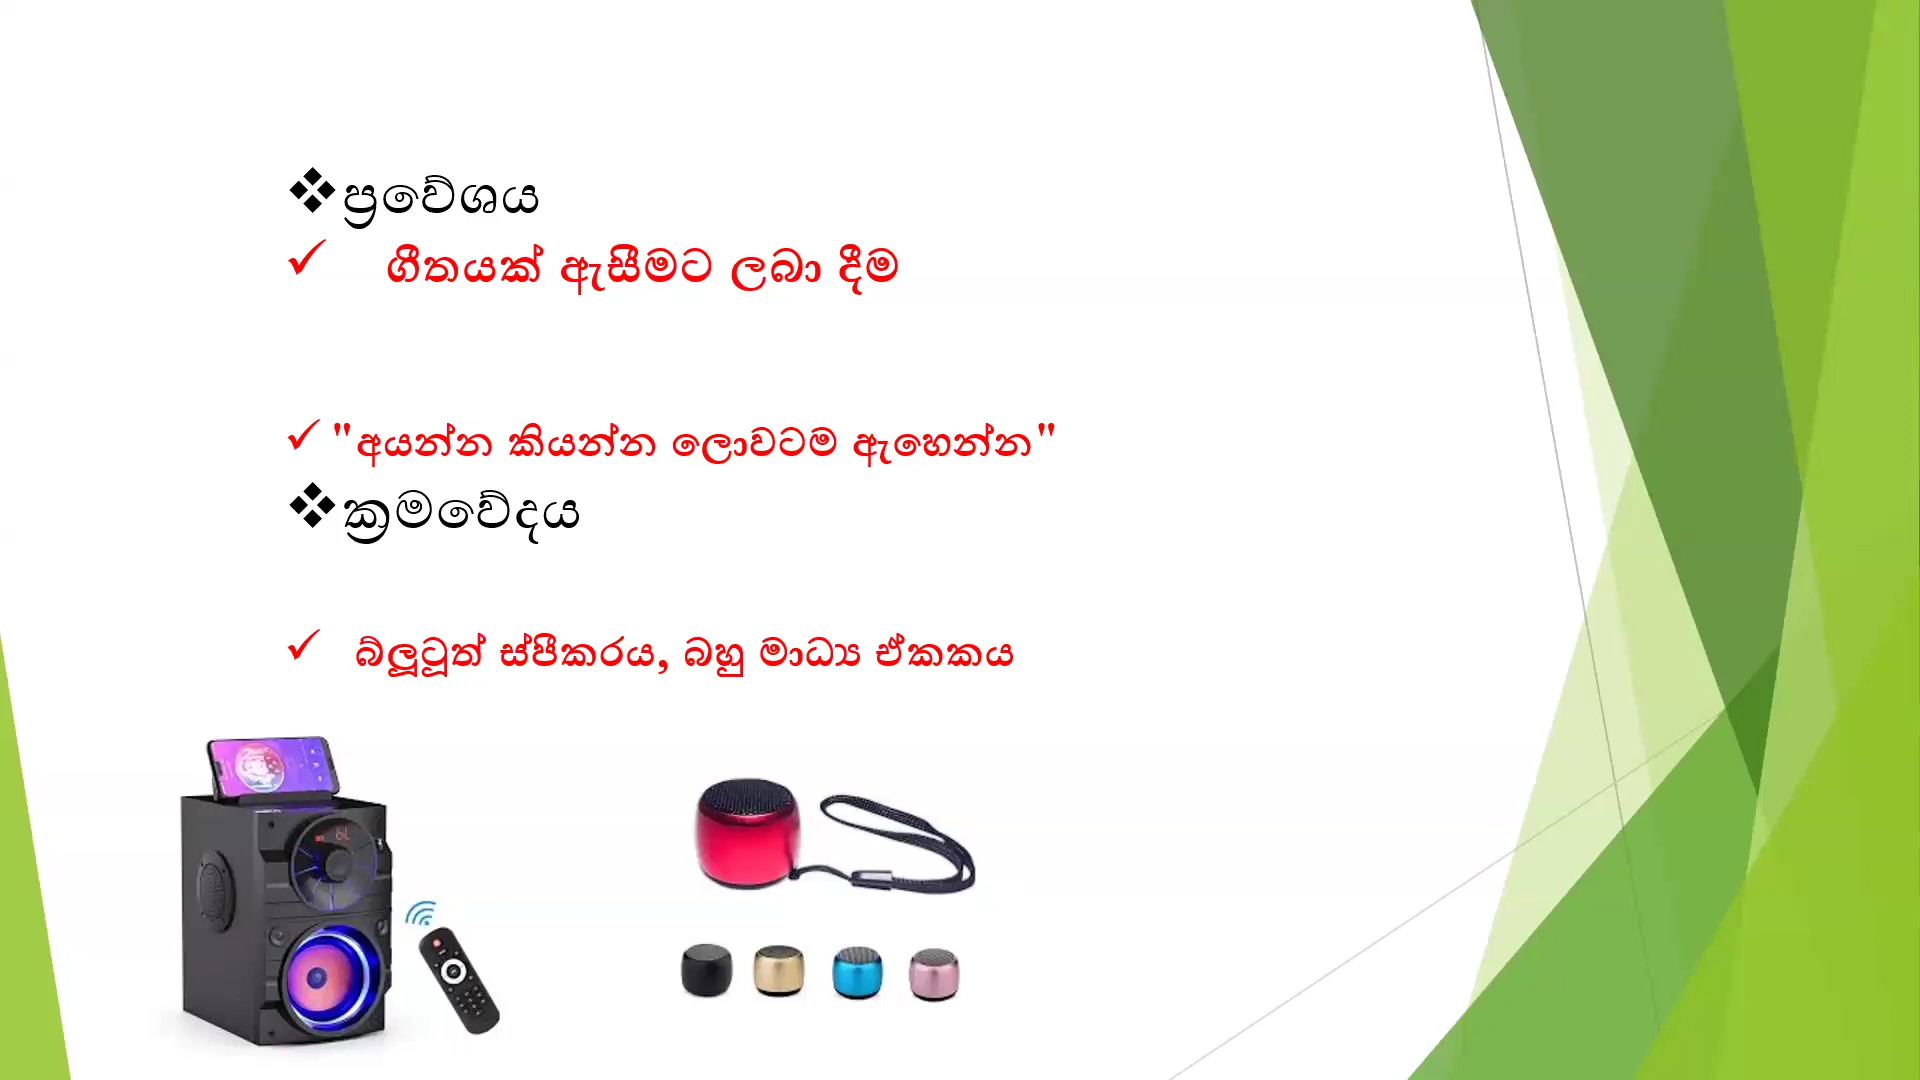 ❖ප්‍රවේශය
✓ ගීතයක් ඇසීමට ලබා දීම
✓"අයන්න කියන්න ලොවටම ඇහෙන්න"
❖ක්‍රමවේදය
✓ බ්ලූටූත් ස්පීකරය, බහු මාධ්‍ය ඒකකය